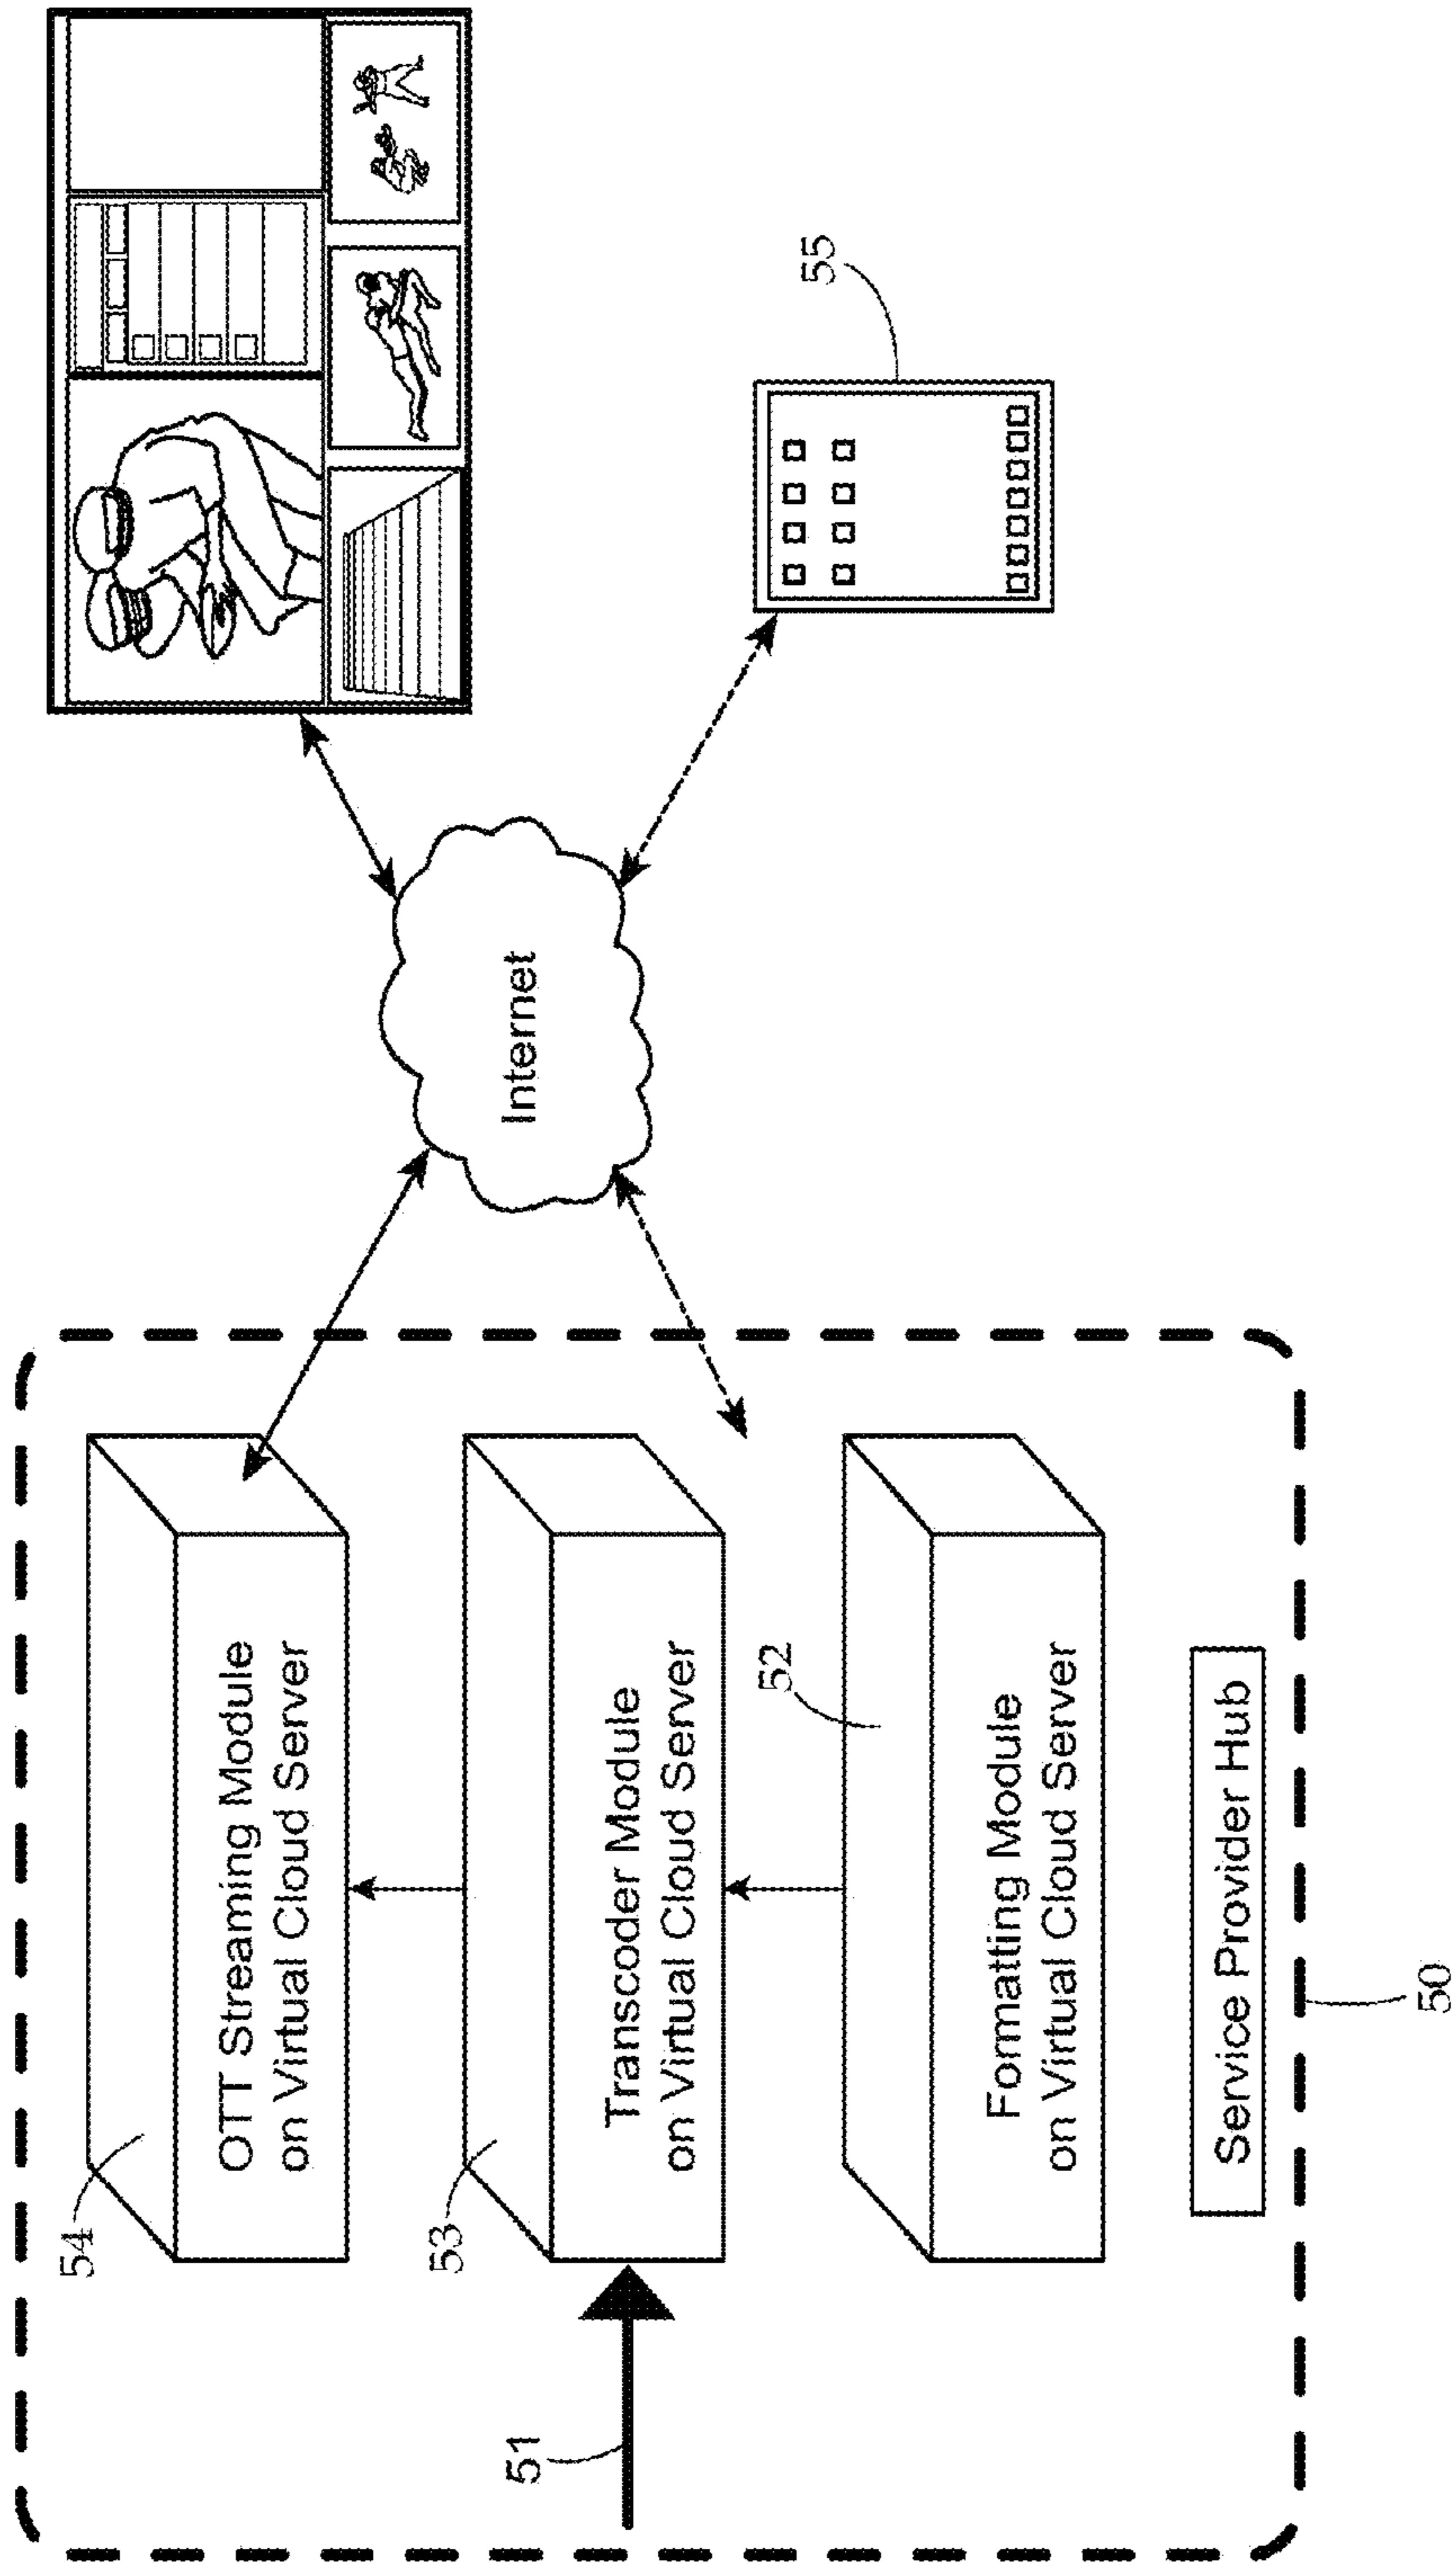 54
OTT Streaming Module
on Virtual Cloud Server
51
53
Transcoder Module
on Virtual Cloud Server
52
Formatting Module
on Virtual Cloud Server
Service Provider Hub
50
Internet
55